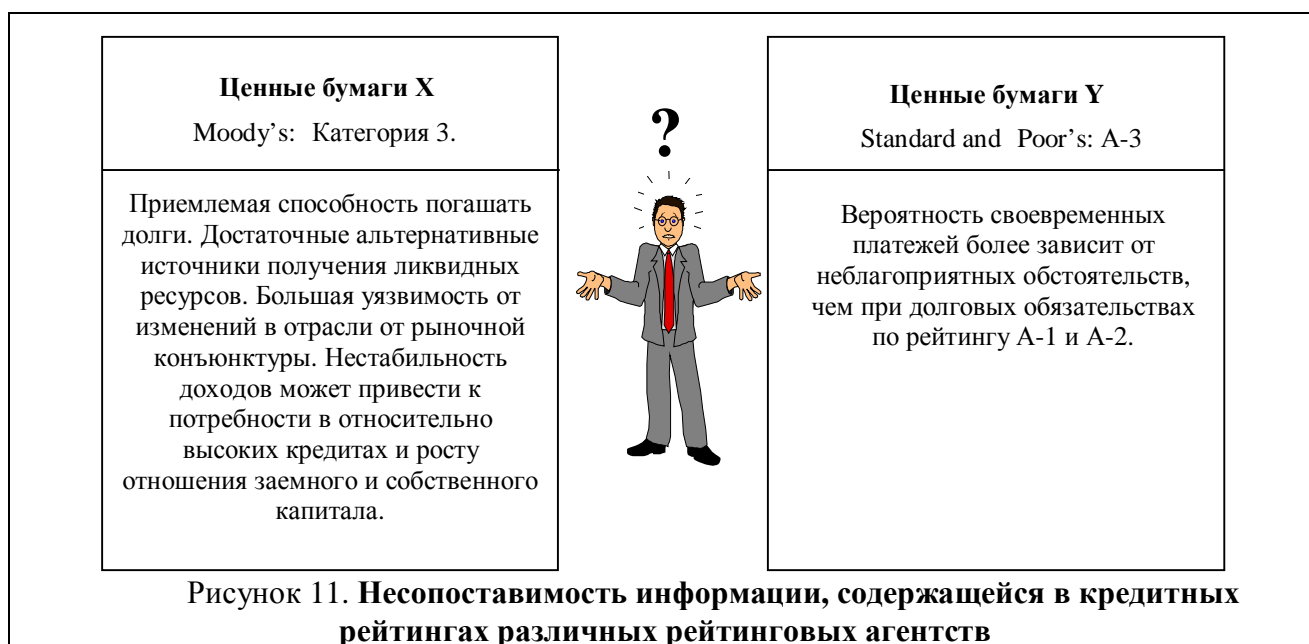 Ценные бумаги X
Moody’s: Категория 3.
Приемлемая способность погашать
долги. Достаточные альтернативные
источники получения ликвидных
ресурсов. Большая уязвимость от
изменений в отрасли от рыночной
конъюнктуры. Нестабильность
доходов может привести к
потребности в относительно
высоких кредитах и росту
отношения заемного и собственного
капитала.
?
Ценные бумаги Y
Standard and Poor’s: A-3
Вероятность своевременных
платежей более зависит от
неблагоприятных обстоятельств,
чем при долговых обязательствах
по рейтингу A-1 и A-2.
Рисунок 11. Несопоставимость информации, содержащейся в кредитных
рейтингах различных рейтинговых агентств